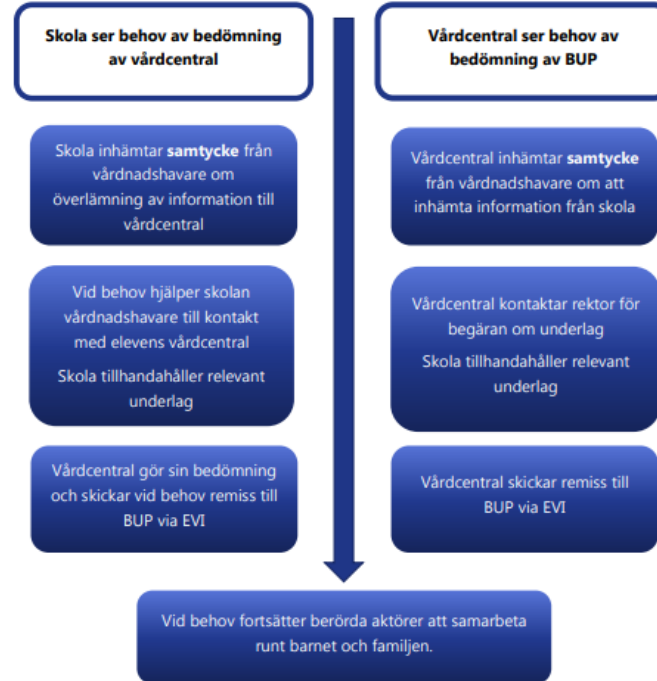 Skola ser behov av bedömning
av vårdcentral
Skola inhämtar samtycke från
vårdnadshavare om
överlämning av information till
vårdcentral
Vid behov hjälper skolan
vårdnadshavare till kontakt
med elevens vårdcentral
Skola tillhandahåller relevant
underlag
Vårdcentral gör sin bedömning
och skickar vid behov remiss till
BUP via EVI
Vårdcentral ser behov av
bedömning av BUP
Vårdcentral inhämtar samtycke
från vårdnadshavare om att
inhämta information från skola
Vårdcentral kontaktar rektor för
begäran om underlag
Skola tillhandahåller relevant
underlag
Vårdcentral skickar remiss till
BUP via EVI
Vid behov fortsätter berörda aktörer att samarbeta
runt barnet och familjen.